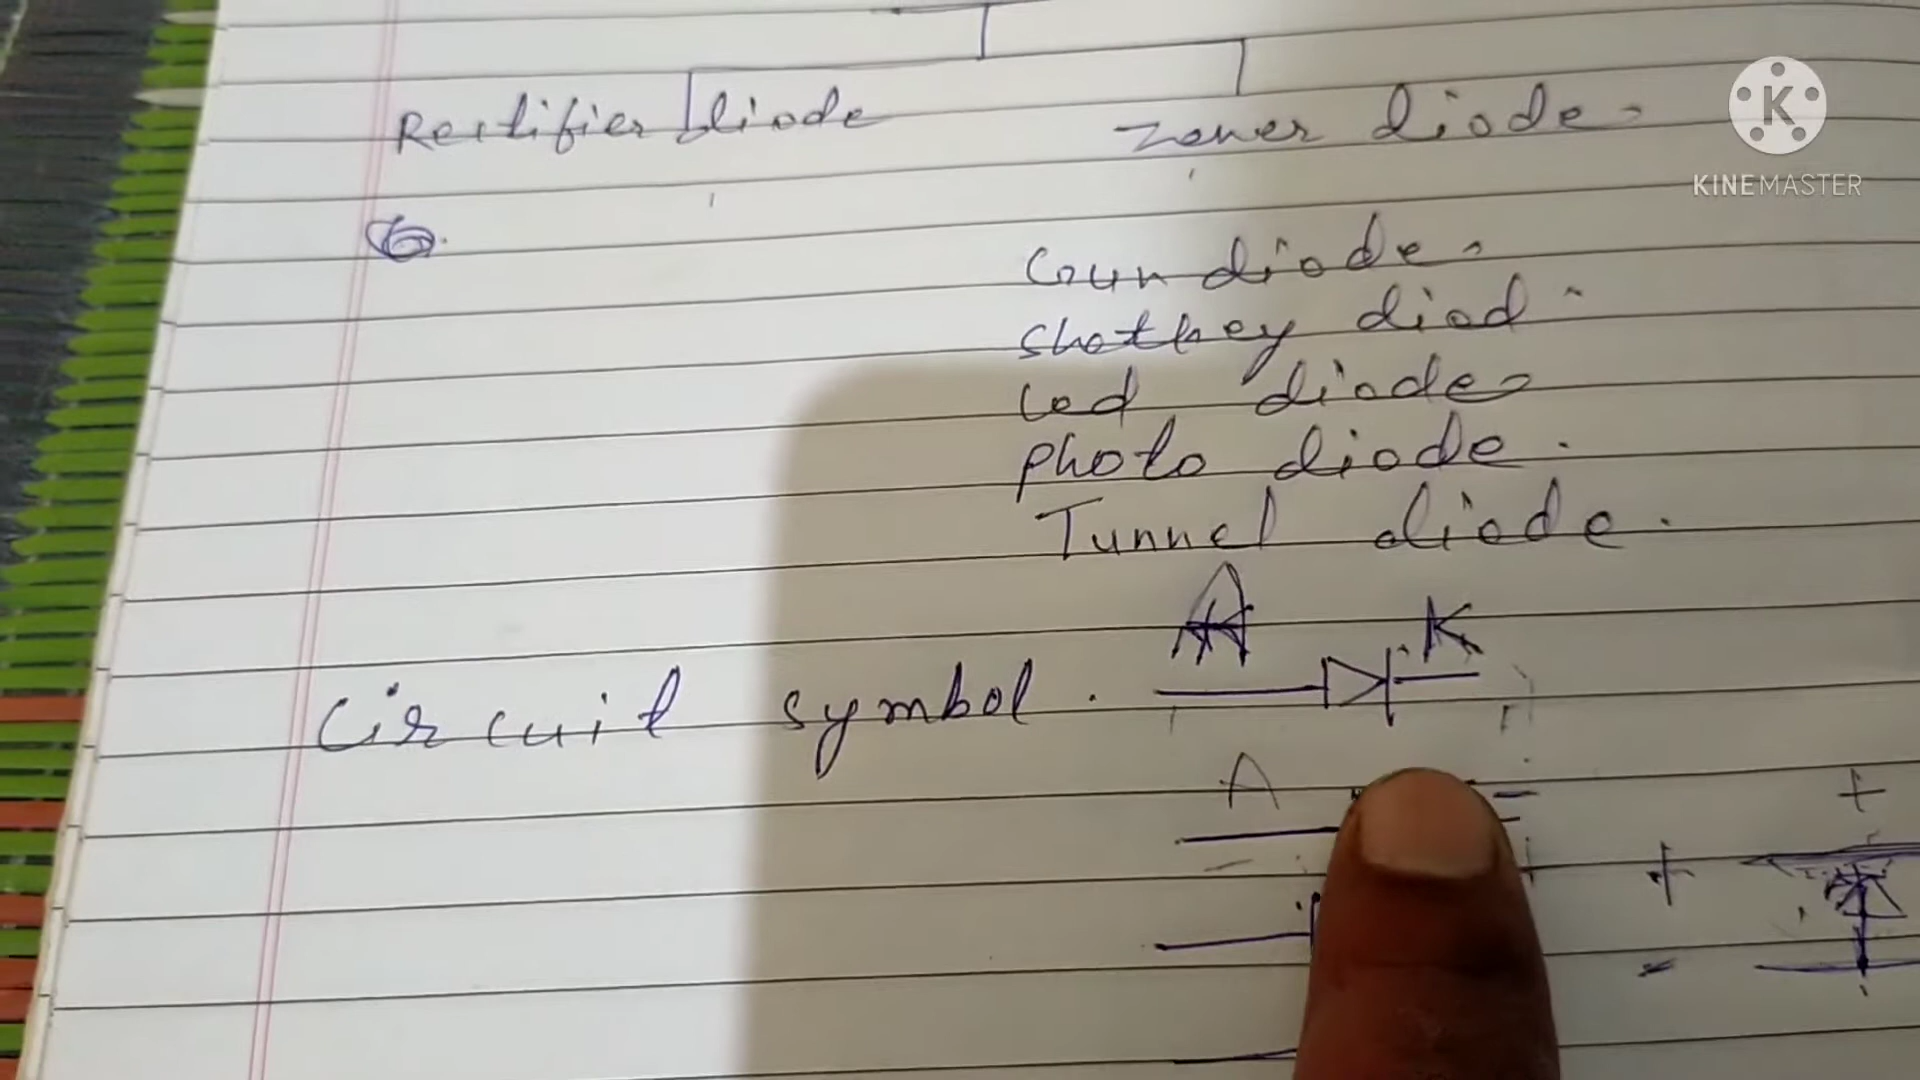 Rectifier diode zener diode
KINEMASTER
Gun diode
Shotkey diod
Led diode
Photo diode
Tunnel diode
A K
Circuit symbol
A
+
+
-